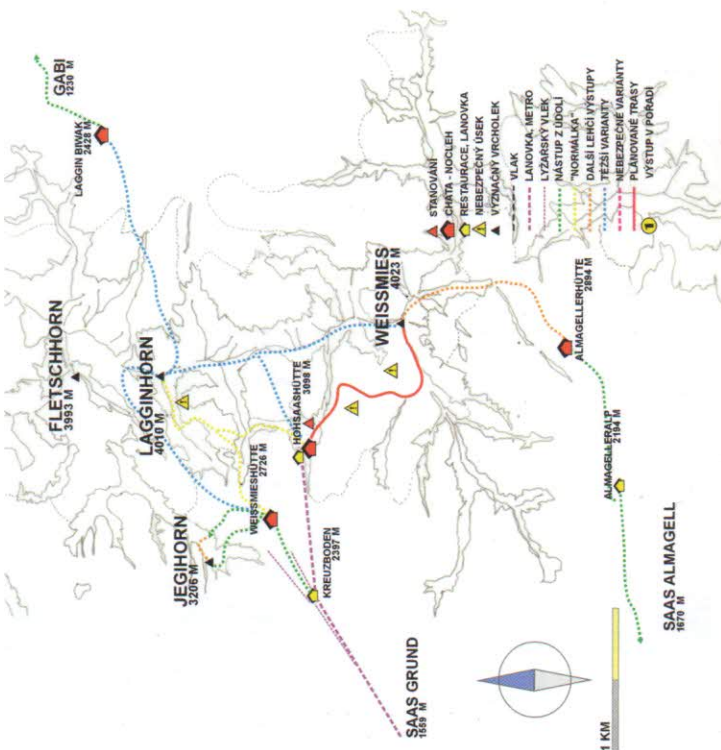 GABI
1230 M
LAGGIN BIWAK
2428 M
FLETSCHHORN
3993 M
LAGGINHORN
4010 M
JEGIHORN
3206 M
WEISSMIESHÜTTE
2726 M
HOHSAASHÜTTE
3098 M
KREUZBODEN
2397 M
WEISSMIES
4023 M
SAAS GRUND
1559 M
ALMAGELLERHÜTTE
2894 M
ALMAGELLERALP
2194 M
SAAS ALMAGELL
1670 M
1 KM
STANOVÁNÍ
CHATA - NOCLEH
RESTAURACE, LANOVKA
NEBEZPEČNÝ ÚSEK
VÝZNAČNÝ VRCHOLEK
VLAK
LANOVKA, METRO
LYŽAŘSKÝ VLEK
NÁSTUP Z ÚDOLÍ
"NORMÁLKA"
DALŠÍ LEHČÍ VÝSTUPY
TĚŽŠÍ VARIANTY
NEBEZPEČNÉ VARIANTY
PLÁNOVANÉ TRASY
1 VÝSTUP V POŘADÍ